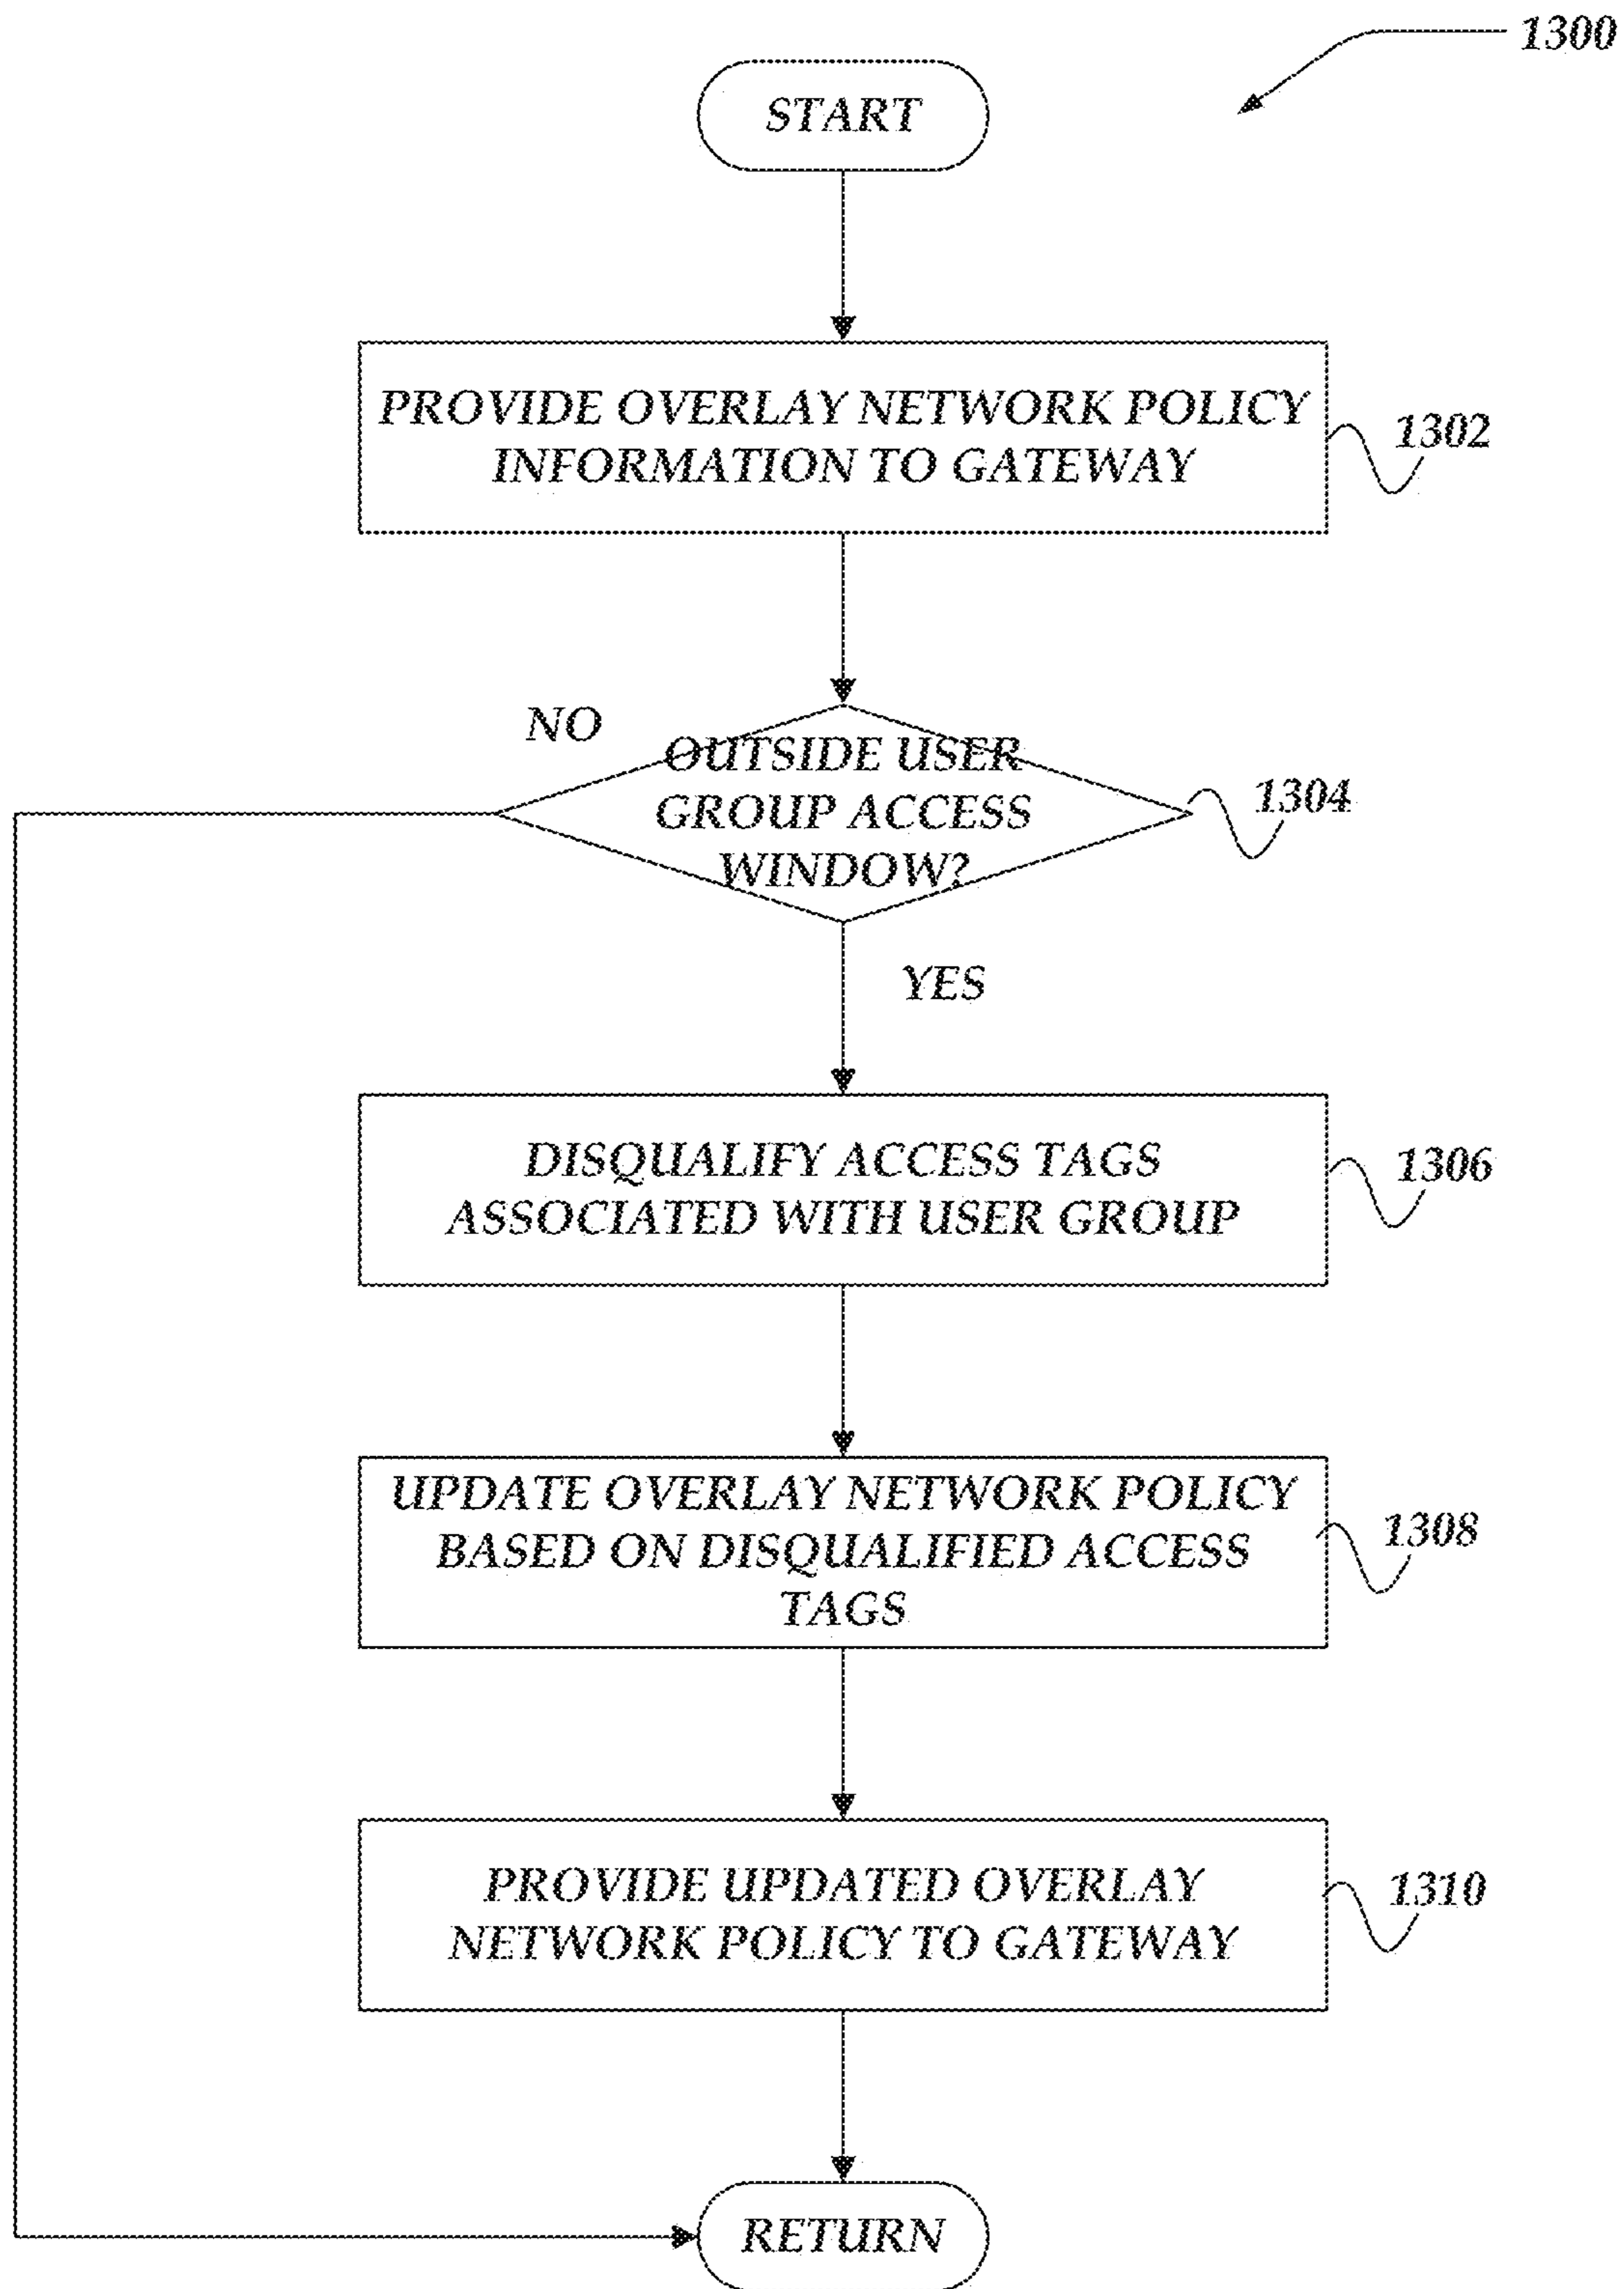 1300
START
PROVIDE OVERLAY NETWORK POLICY
INFORMATION TO GATEWAY
1302
NO
OUTSIDE USER
GROUP ACCESS
WINDOW?
1304
YES
DISQUALIFY ACCESS TAGS
ASSOCIATED WITH USER GROUP
1306
UPDATE OVERLAY NETWORK POLICY
BASED ON DISQUALIFIED ACCESS
TAGS
1308
PROVIDE UPDATED OVERLAY
NETWORK POLICY TO GATEWAY
1310
RETURN